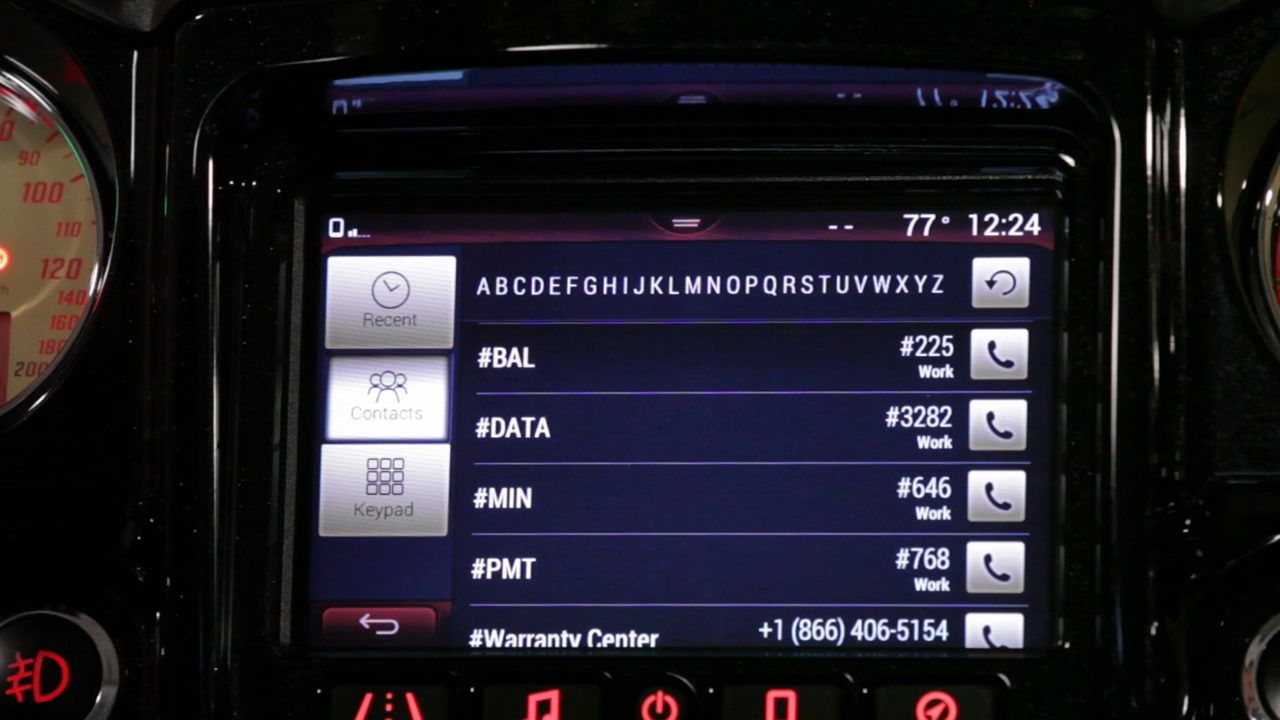 77° 12:24
ABCDEFGHIJKLMNOPQRSTUVWXYZ
Recent
Contacts
Keypad
#BAL #225
Work
#DATA #3282
Work
#MIN #646
Work
#PMT #768
Work
#Warranty Center +1 (866) 406-5154
90
100
110
120
140
160
180
200